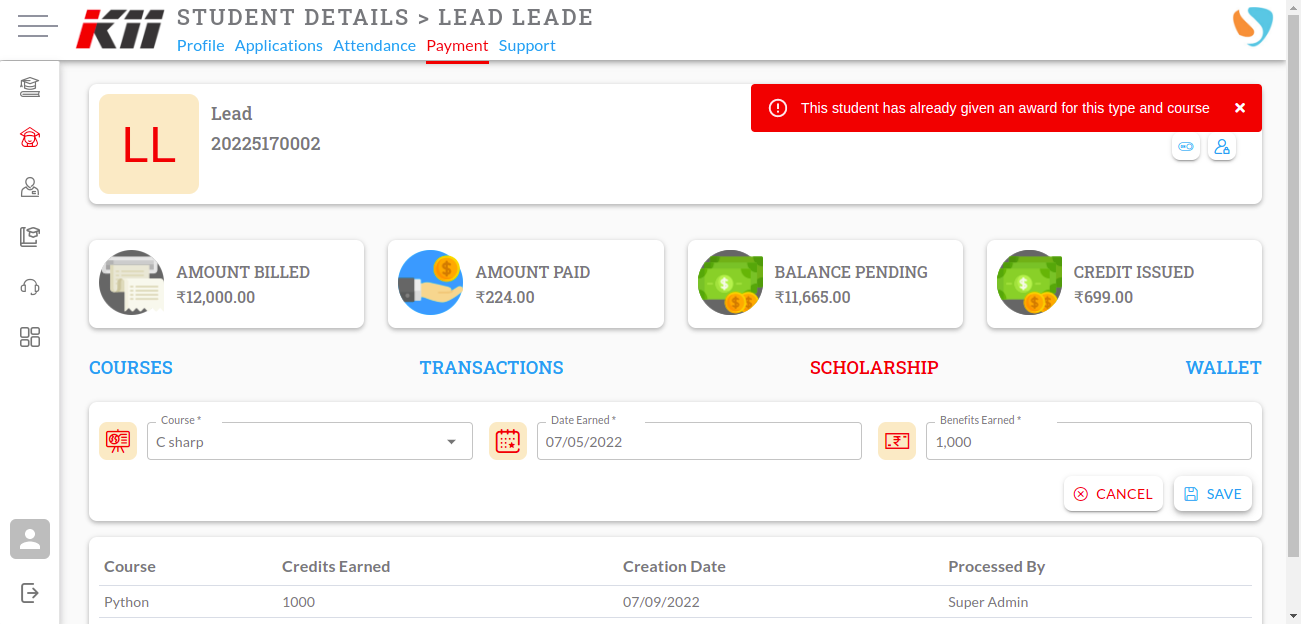 KITI
STUDENT DETAILS > LEAD LEADE
Profile Applications Attendance Payment Support
This student has already given an award for this type and course
LL
Lead
20225170002
AMOUNT BILLED
₹12,000.00
AMOUNT PAID
₹224.00
BALANCE PENDING
₹11,665.00
CREDIT ISSUED
₹699.00
COURSES TRANSACTIONS SCHOLARSHIP WALLET
Course *
C sharp
Date Earned *
07/05/2022
Benefits Earned *
1,000
CANCEL SAVE
Course Credits Earned Creation Date Processed By
Python 1000 07/09/2022 Super Admin